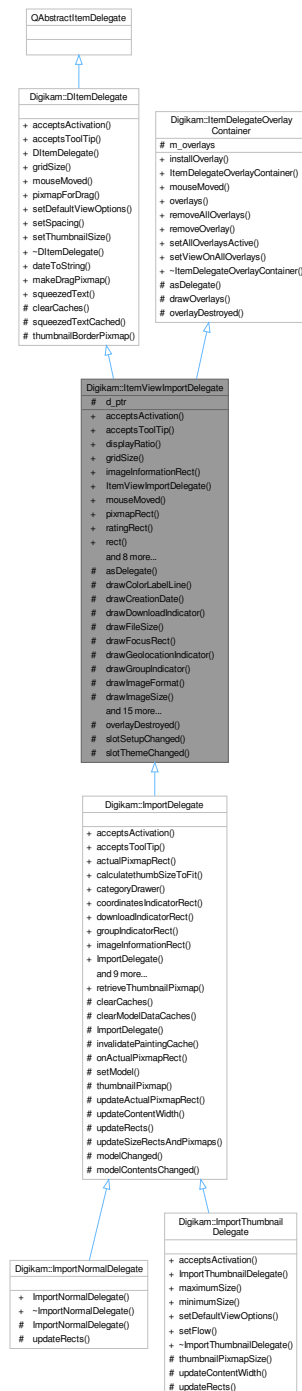 QAbstractItemDelegate
Digikam::DItemDelegate
+ acceptsActivation()
+ acceptsToolTip()
+ DItemDelegate()
+ gridSize()
+ mouseMoved()
+ pixmapForDrag()
+ setDefaultViewOptions()
+ setSpacing()
+ setThumbnailSize()
+ ~DItemDelegate()
+ dateToString()
+ makeDragPixmap()
+ squeezedText()
# clearCaches()
# squeezedTextCached()
# thumbnailBorderPixmap()
Digikam::ItemDelegateOverlay
Container
# m_overlays
+ installOverlay()
+ ItemDelegateOverlayContainer()
+ mouseMoved()
+ overlays()
+ removeAllOverlays()
+ removeOverlay()
+ setAllOverlaysActive()
+ setViewOnAllOverlays()
+ ~ItemDelegateOverlayContainer()
# asDelegate()
# drawOverlays()
# overlayDestroyed()
Digikam::ItemViewImportDelegate
# d_ptr
+ acceptsActivation()
+ acceptsToolTip()
+ displayRatio()
+ gridSize()
+ imageInformationRect()
+ ItemViewImportDelegate()
+ mouseMoved()
+ pixmapRect()
+ ratingRect()
+ rect()
and 8 more...
# asDelegate()
# drawColorLabelLine()
# drawCreationDate()
# drawDownloadIndicator()
# drawFileSize()
# drawFocusRect()
# drawGeolocationIndicator()
# drawGroupIndicator()
# drawImageFormat()
# drawImageSize()
and 15 more...
# overlayDestroyed()
# slotSetupChanged()
# slotThemeChanged()
Digikam::ImportDelegate
+ acceptsActivation()
+ acceptsToolTip()
+ actualPixmapRect()
+ calculatethumbSizeToFit()
+ categoryDrawer()
+ coordinatesIndicatorRect()
+ downloadIndicatorRect()
+ groupIndicatorRect()
+ imageInformationRect()
+ ImportDelegate()
and 9 more...
+ retrieveThumbnailPixmap()
# clearCaches()
# clearModelDataCaches()
# ImportDelegate()
# invalidatePaintingCache()
# onActualPixmapRect()
# setModel()
# thumbnailPixmap()
# updateActualPixmapRect()
# updateContentWidth()
# updateRects()
# updateSizeRectsAndPixmaps()
# modelChanged()
# modelContentsChanged()
Digikam::ImportNormalDelegate
+ ImportNormalDelegate()
+ ~ImportNormalDelegate()
# ImportNormalDelegate()
# updateRects()
Digikam::ImportThumbnail
Delegate
+ acceptsActivation()
+ ImportThumbnailDelegate()
+ maximumSize()
+ minimumSize()
+ setDefaultViewOptions()
+ setFlow()
+ ~ImportThumbnailDelegate()
# thumbnailPixmapSize()
# updateContentWidth()
# updateRects()